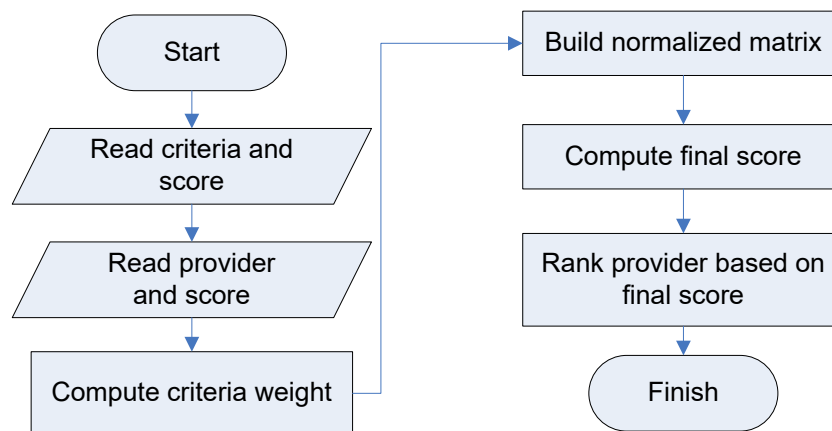 Start
Read criteria and
score
Read provider
and score
Compute criteria weight
Build normalized matrix
Compute final score
Rank provider based on
final score
Finish